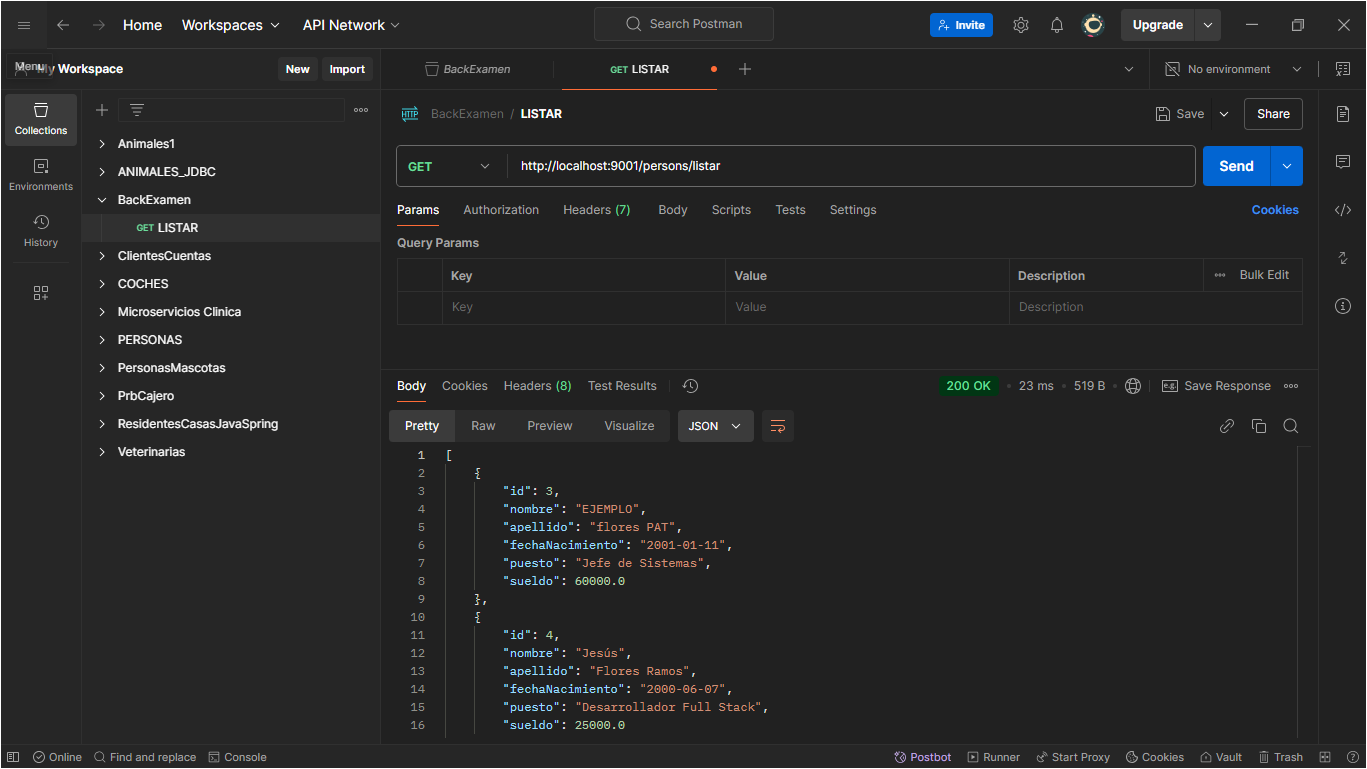 Home Workspaces API Network Search Postman Invite Upgrade
Menu My Workspace New Import BackExamen GET LISTAR No environment
Collections
Environments
History
Animales1
ANIMALES_JDBC
BackExamen
GET LISTAR
ClientesCuentas
COCHES
Microservicios Clinica
PERSONAS
PersonasMascotas
PrbCajero
ResidentesCasasJavaSpring
Veterinarias
HTTP BackExamen / LISTAR Save Share
GET http://localhost:9001/persons/listar Send
Params Authorization Headers (7) Body Scripts Tests Settings Cookies
Query Params
Key Value Description Bulk Edit
Key Value Description
Body Cookies Headers (8) Test Results 200 OK 23 ms 519 B e.g. Save Response
Pretty Raw Preview Visualize JSON
1 [
2 {
3 "id": 3,
4 "nombre": "EJEMPLO",
5 "apellido": "flores PAT",
6 "fechaNacimiento": "2001-01-11",
7 "puesto": "Jefe de Sistemas",
8 "sueldo": 60000.0
9 },
10 {
11 "id": 4,
12 "nombre": "Jesús",
13 "apellido": "Flores Ramos",
14 "fechaNacimiento": "2000-06-07",
15 "puesto": "Desarrollador Full Stack",
16 "sueldo": 25000.0
Online Find and replace Console Postbot Runner Start Proxy Cookies Vault Trash